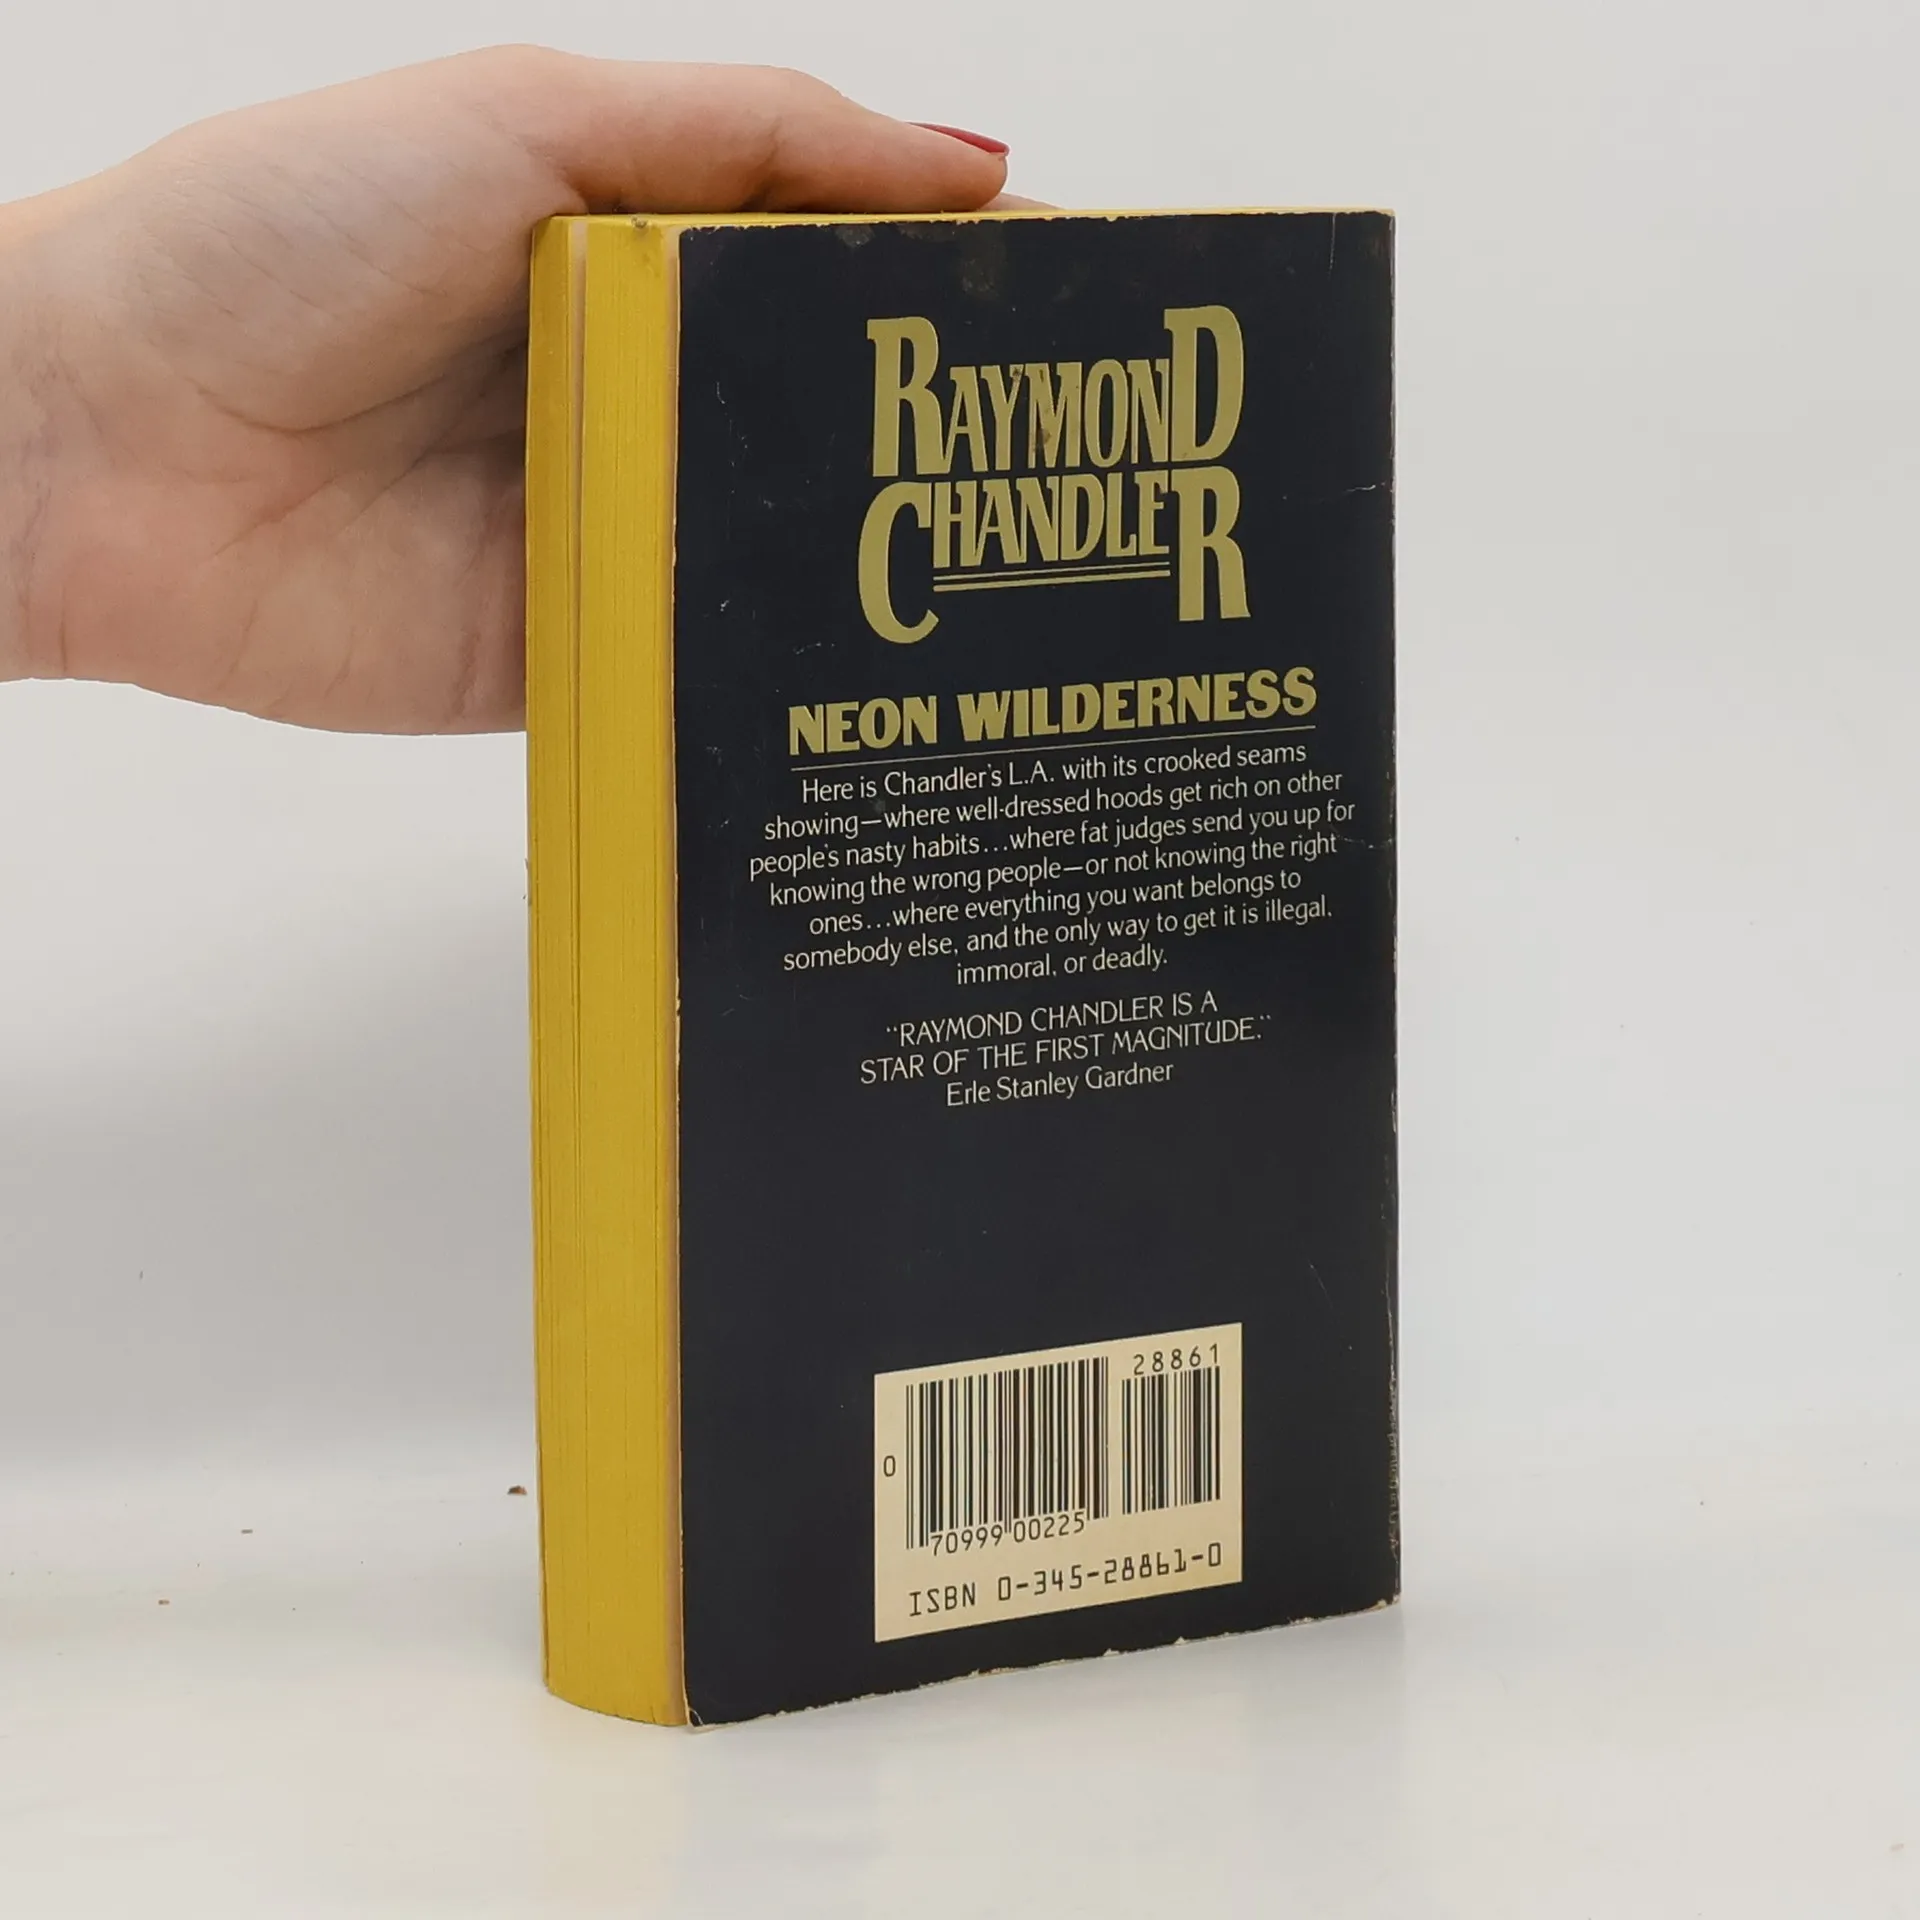 RAYMOND
CHANDLER
NEON WILDERNESS
Here is Chandler's L.A. with its crooked seams
showing—where well-dressed hoods get rich on other
people's nasty habits...where fat judges send you up for
knowing the wrong people—or not knowing the right
ones...where everything you want belongs to
somebody else, and the only way to get it is illegal,
immoral, or deadly.
"RAYMOND CHANDLER IS A
STAR OF THE FIRST MAGNITUDE."
Erle Stanley Gardner
28861
0
70999 00225
ISBN 0-345-28861-0